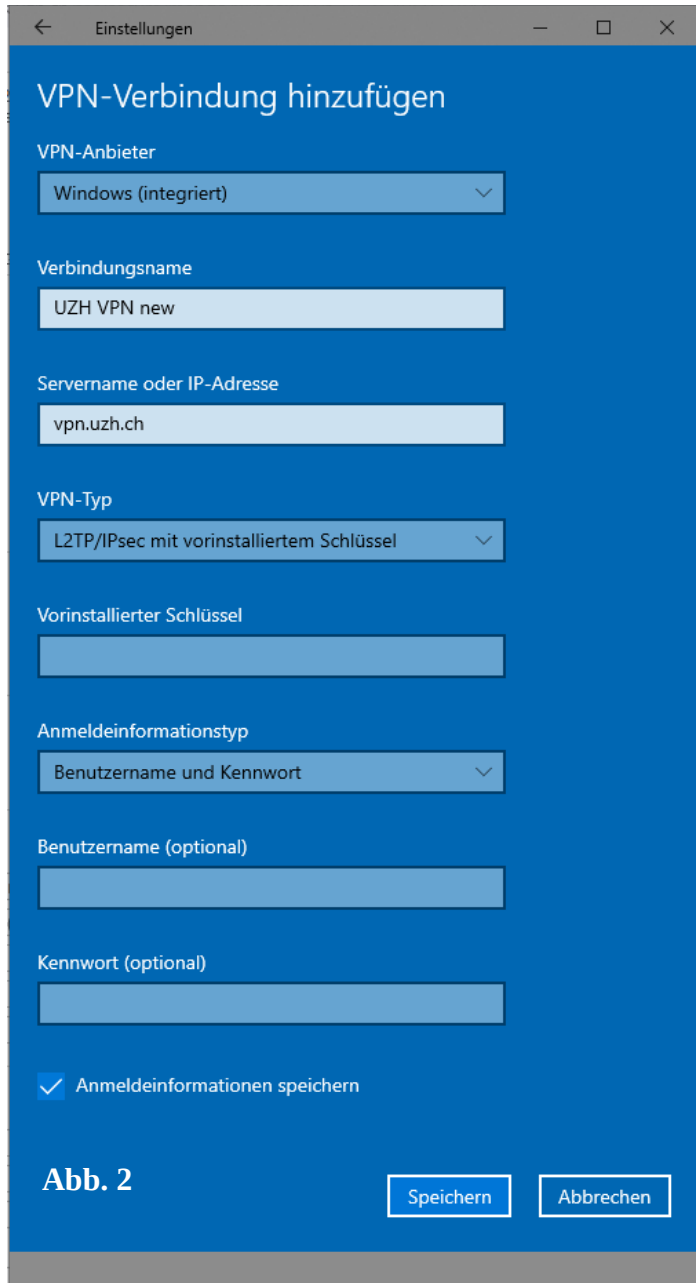 Einstellungen
VPN-Verbindung hinzufügen
VPN-Anbieter
Windows (integriert)
Verbindungsname
UZH VPN new
Servername oder IP-Adresse
vpn.uzh.ch
VPN-Typ
L2TP/IPsec mit vorinstalliertem Schlüssel
Vorinstallierter Schlüssel
Anmeldeinformationstyp
Benutzername und Kennwort
Benutzername (optional)
Kennwort (optional)
Anmeldeinformationen speichern
Abb. 2
Speichern Abbrechen